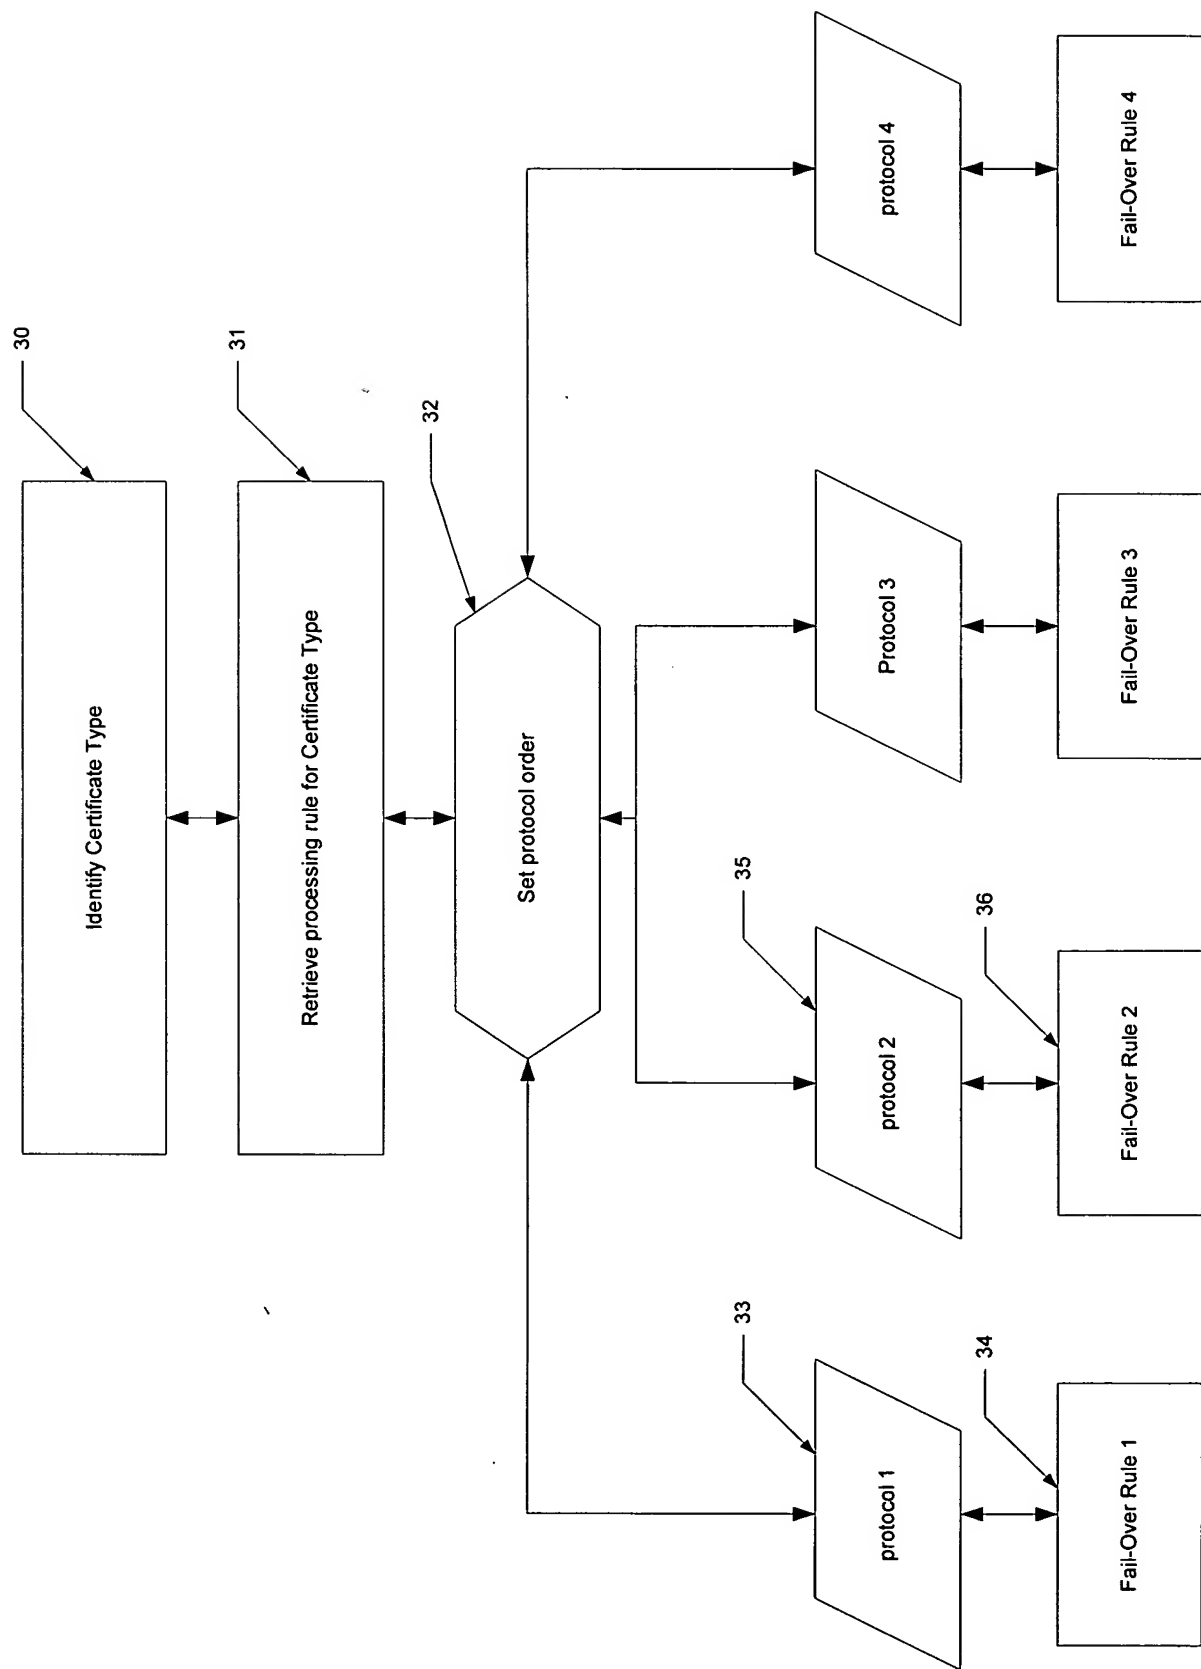 30
Identify Certificate Type
31
Retrieve processing rule for Certificate Type
32
Set protocol order
33
protocol 1
35
protocol 2
Protocol 3
protocol 4
34
Fail-Over Rule 1
36
Fail-Over Rule 2
Fail-Over Rule 3
Fail-Over Rule 4